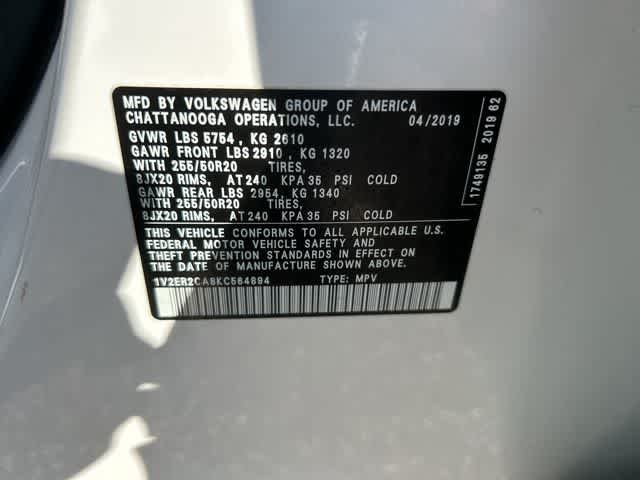 MFD BY VOLKSWAGEN GROUP OF AMERICA
CHATTANOOGA OPERATIONS, LLC. 04/2019
GVWR LBS 5754 , KG 2610
GAWR FRONT LBS 2910 , KG 1320
WITH 255/50R20 TIRES,
8JX20 RIMS, AT 240 KPA 35 PSI COLD
GAWR REAR LBS 2954 , KG 1340
WITH 255/50R20 TIRES,
8JX20 RIMS, AT 240 KPA 35 PSI COLD
THIS VEHICLE CONFORMS TO ALL APPLICABLE U.S.
FEDERAL MOTOR VEHICLE SAFETY AND
THEFT PREVENTION STANDARDS IN EFFECT ON
THE DATE OF MANUFACTURE SHOWN ABOVE.
1V2ER2CA8KC564694 TYPE: MPV
1749135 2019 62